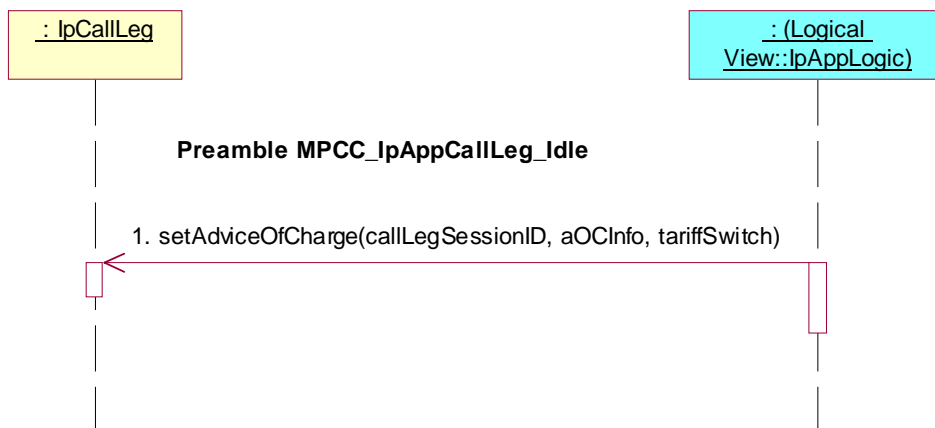 : IpCallLeg
: (Logical
View::IpAppLogic)
Preamble MPCC_IpAppCallLeg_Idle
1. setAdviceOfCharge(callLegSessionID, aOCInfo, tariffSwitch)